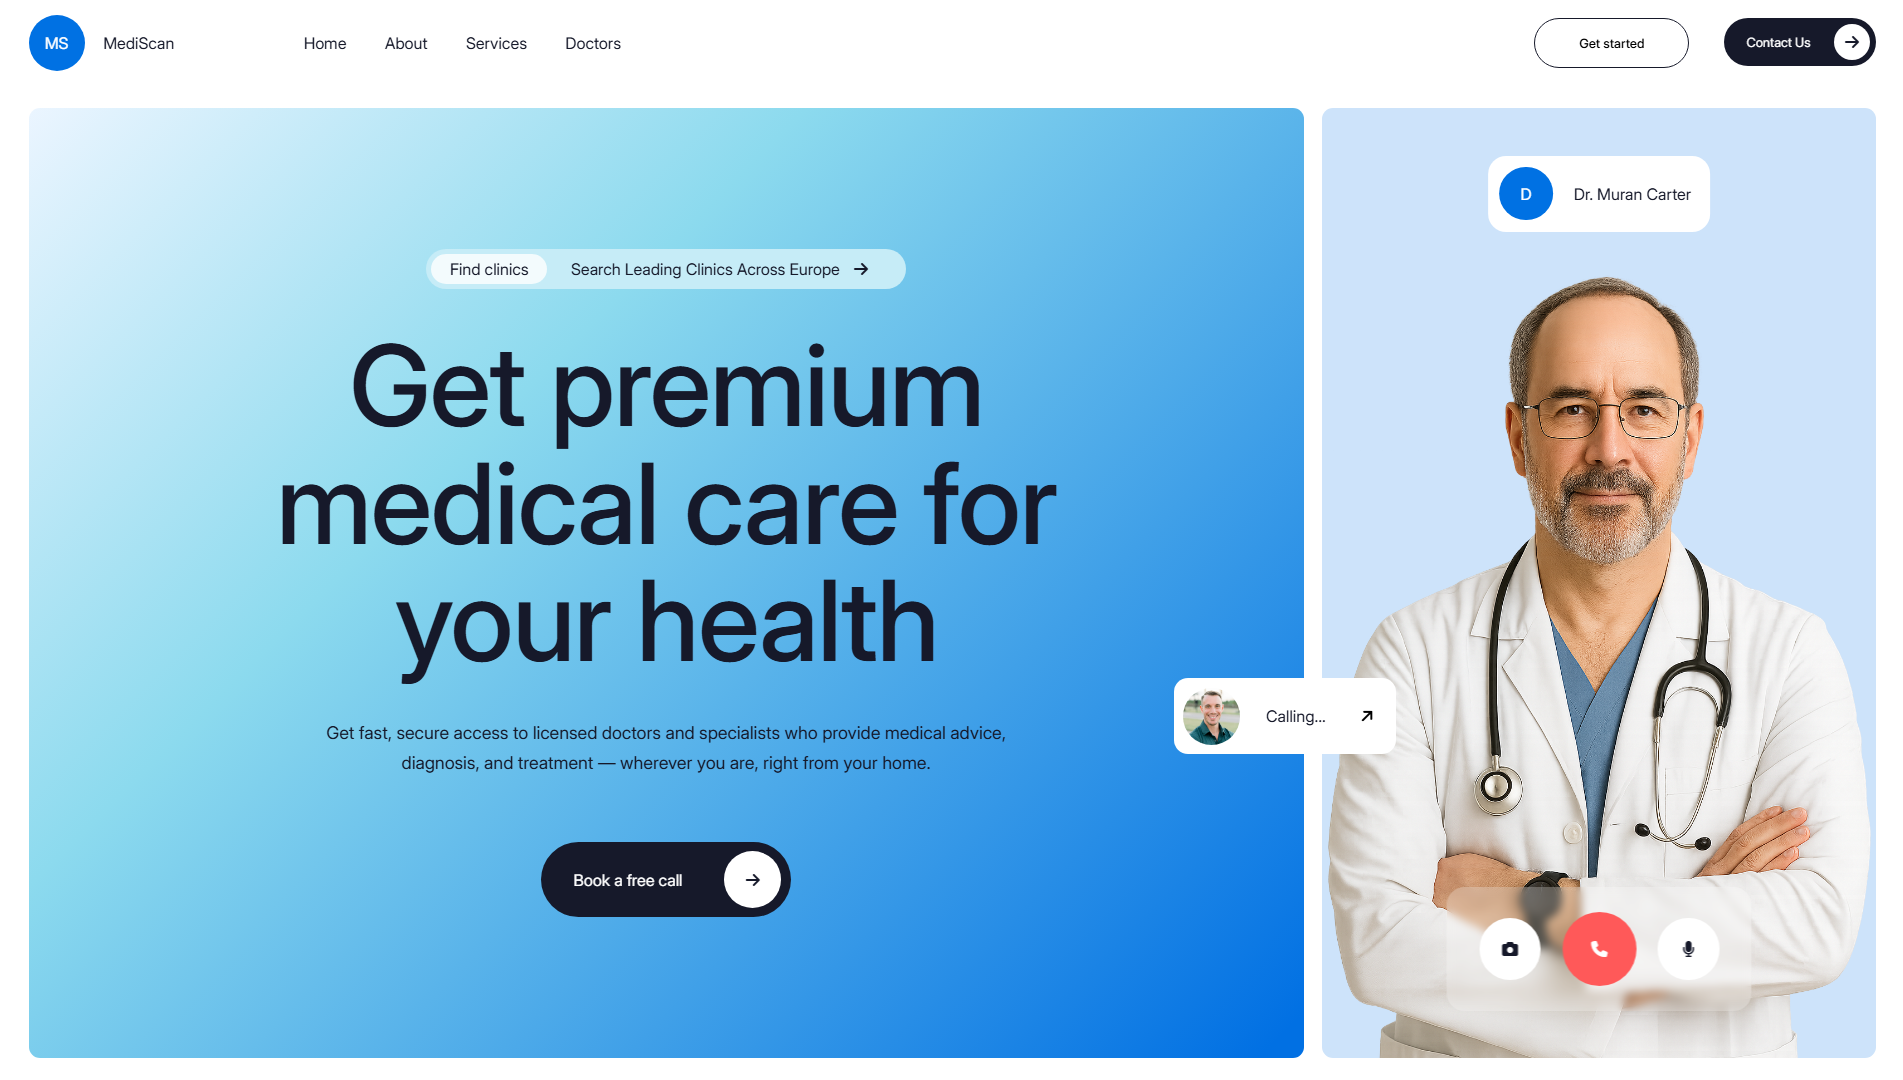 MS
MediScan
Home
About
Services
Doctors
Get started
Contact Us
Find clinics
Search Leading Clinics Across Europe
Get premium
medical care for
your health
Get fast, secure access to licensed doctors and specialists who provide medical advice,
diagnosis, and treatment — wherever you are, right from your home.
Book a free call
D
Dr. Muran Carter
Calling...